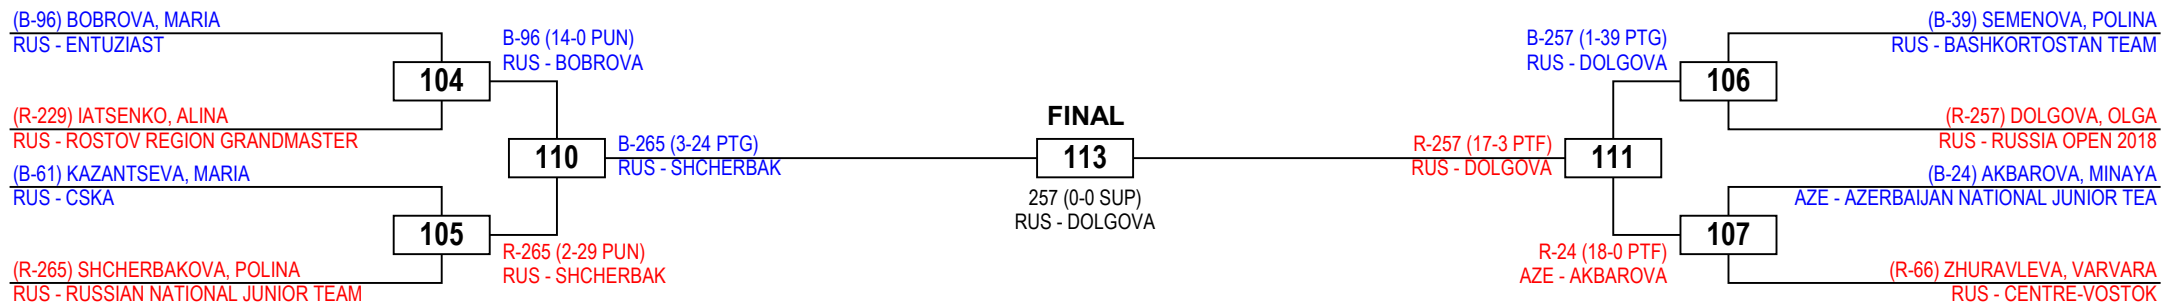 (B-96) BOBROVA, MARIA
RUS - ENTUZIAST
B-96 (14-0 PUN)
RUS - BOBROVA
104
(R-229) IATSENKO, ALINA
RUS - ROSTOV REGION GRANDMASTER
110
B-265 (3-24 PTG)
RUS - SHCHERBAK
(B-61) KAZANTSEVA, MARIA
RUS - CSKA
105
R-265 (2-29 PUN)
RUS - SHCHERBAK
(R-265) SHCHERBAKOVA, POLINA
RUS - RUSSIAN NATIONAL JUNIOR TEAM
FINAL
113
257 (0-0 SUP)
RUS - DOLGOVA
(B-39) SEMENOVA, POLINA
RUS - BASHKORTOSTAN TEAM
B-257 (1-39 PTG)
RUS - DOLGOVA
106
(R-257) DOLGOVA, OLGA
RUS - RUSSIA OPEN 2018
R-257 (17-3 PTF)
RUS - DOLGOVA
111
(B-24) AKBAROVA, MINAYA
AZE - AZERBAIJAN NATIONAL JUNIOR TEA
107
R-24 (18-0 PTF)
AZE - AKBAROVA
(R-66) ZHURAVLEVA, VARVARA
RUS - CENTRE-VOSTOK